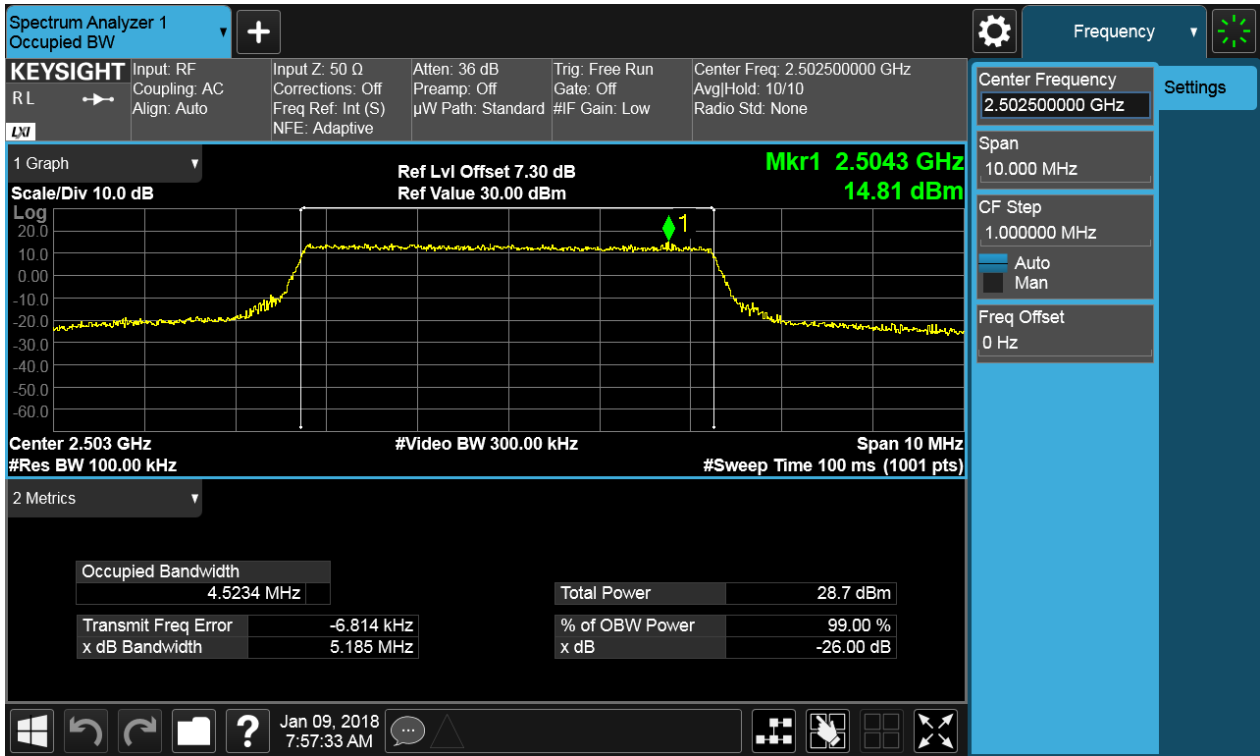 Spectrum Analyzer 1
Occupied BW
+
Frequency
KEYSIGHT
R L
LXI
Input: RF
Coupling: AC
Align: Auto
Input Z: 50 Ω
Corrections: Off
Freq Ref: Int (S)
NFE: Adaptive
Atten: 36 dB
Preamp: Off
µW Path: Standard
Trig: Free Run
Gate: Off
#IF Gain: Low
Center Freq: 2.502500000 GHz
Avg|Hold: 10/10
Radio Std: None
Center Frequency
2.502500000 GHz
Settings
Span
10.000 MHz
CF Step
1.000000 MHz
Auto
Man
Freq Offset
0 Hz
1 Graph
Scale/Div 10.0 dB
Ref Lvl Offset 7.30 dB
Ref Value 30.00 dBm
Mkr1 2.5043 GHz
14.81 dBm
Log
20.0
10.0
0.00
-10.0
-20.0
-30.0
-40.0
-50.0
-60.0
1
Center 2.503 GHz
#Res BW 100.00 kHz
#Video BW 300.00 kHz
Span 10 MHz
#Sweep Time 100 ms (1001 pts)
2 Metrics
Occupied Bandwidth
4.5234 MHz
Transmit Freq Error -6.814 kHz
x dB Bandwidth 5.185 MHz
Total Power 28.7 dBm
% of OBW Power 99.00 %
x dB -26.00 dB
?
Jan 09, 2018
7:57:33 AM